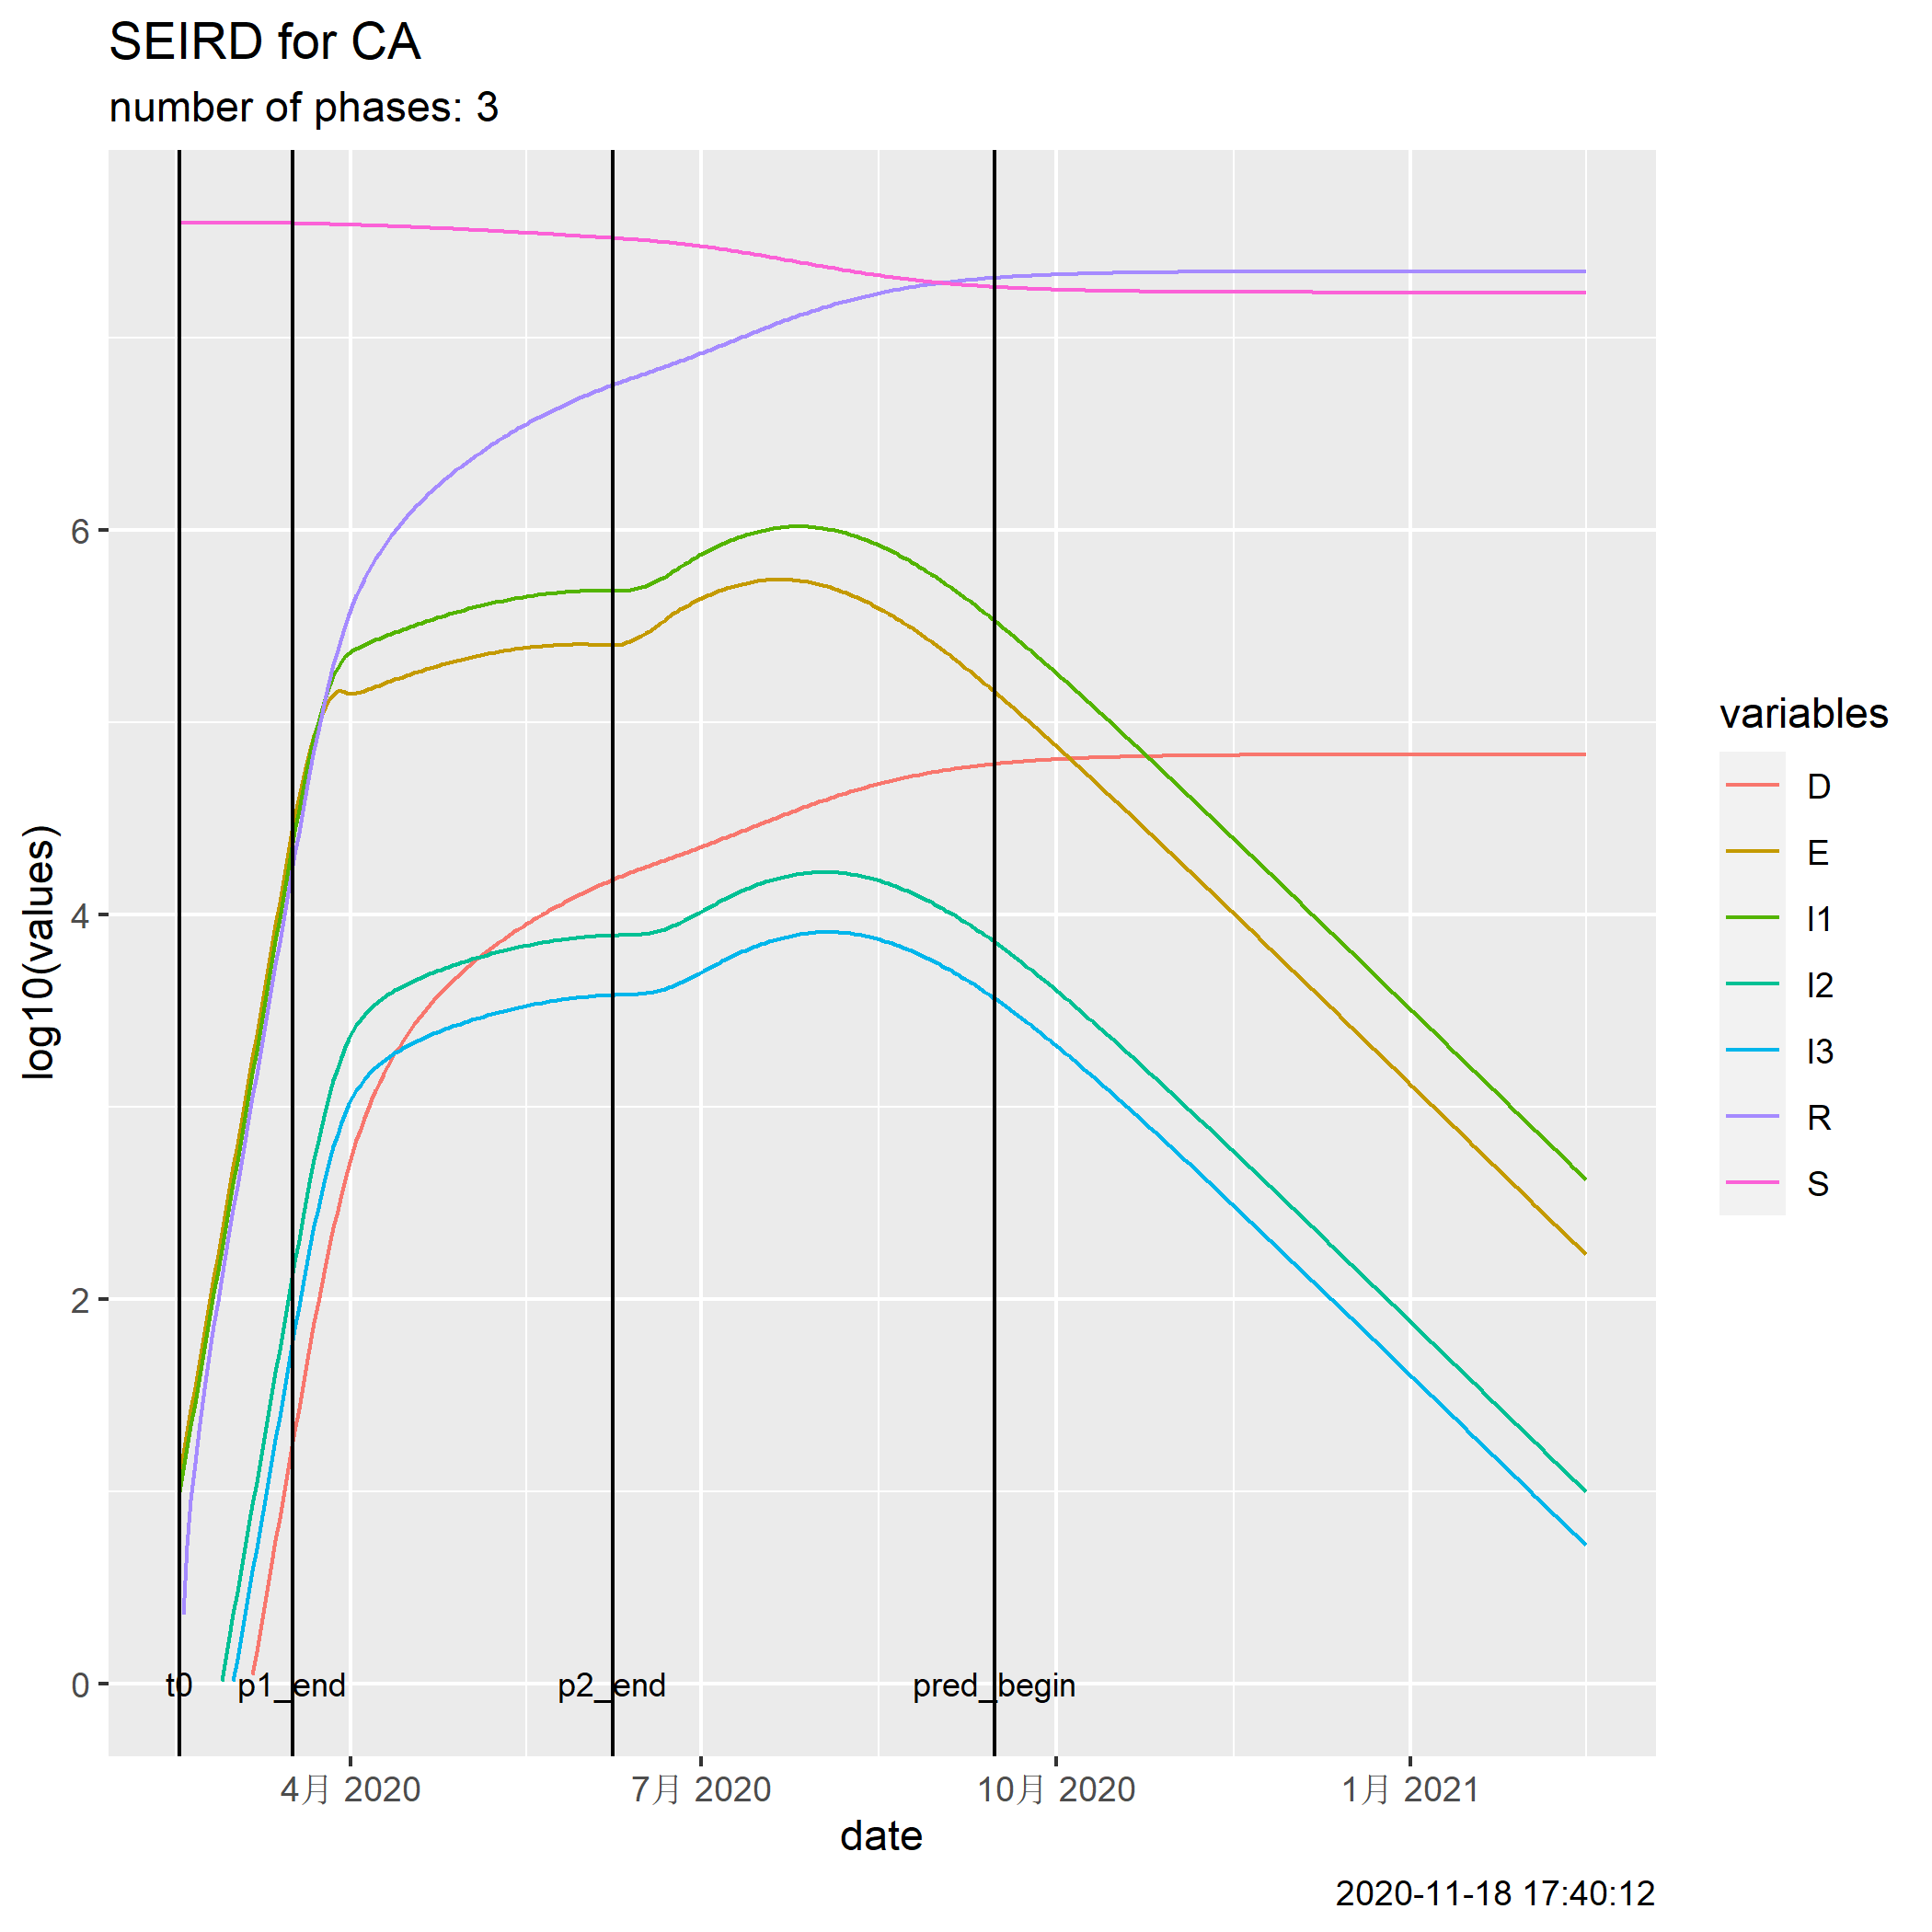 SEIRD for CA
number of phases: 3
log10(values)
6
4
2
0
t0
p1_end
p2_end
pred_begin
4月 2020
7月 2020
10月 2020
1月 2021
date
variables
D
E
I1
I2
I3
R
S
2020-11-18 17:40:12